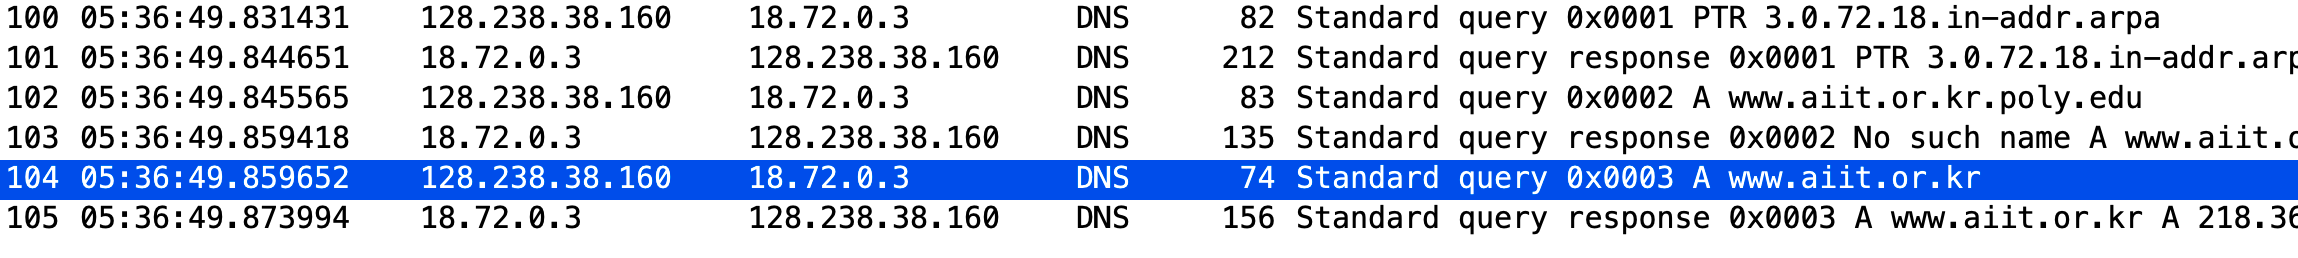 100 05:36:49.831431 128.238.38.160 18.72.0.3 DNS 82 Standard query 0x0001 PTR 3.0.72.18.in-addr.arpa
101 05:36:49.844651 18.72.0.3 128.238.38.160 DNS 212 Standard query response 0x0001 PTR 3.0.72.18.in-addr.arp
102 05:36:49.845565 128.238.38.160 18.72.0.3 DNS 83 Standard query 0x0002 A www.aiit.or.kr.poly.edu
103 05:36:49.859418 18.72.0.3 128.238.38.160 DNS 135 Standard query response 0x0002 No such name A www.aiit.o
104 05:36:49.859652 128.238.38.160 18.72.0.3 DNS 74 Standard query 0x0003 A www.aiit.or.kr
105 05:36:49.873994 18.72.0.3 128.238.38.160 DNS 156 Standard query response 0x0003 A www.aiit.or.kr A 218.36